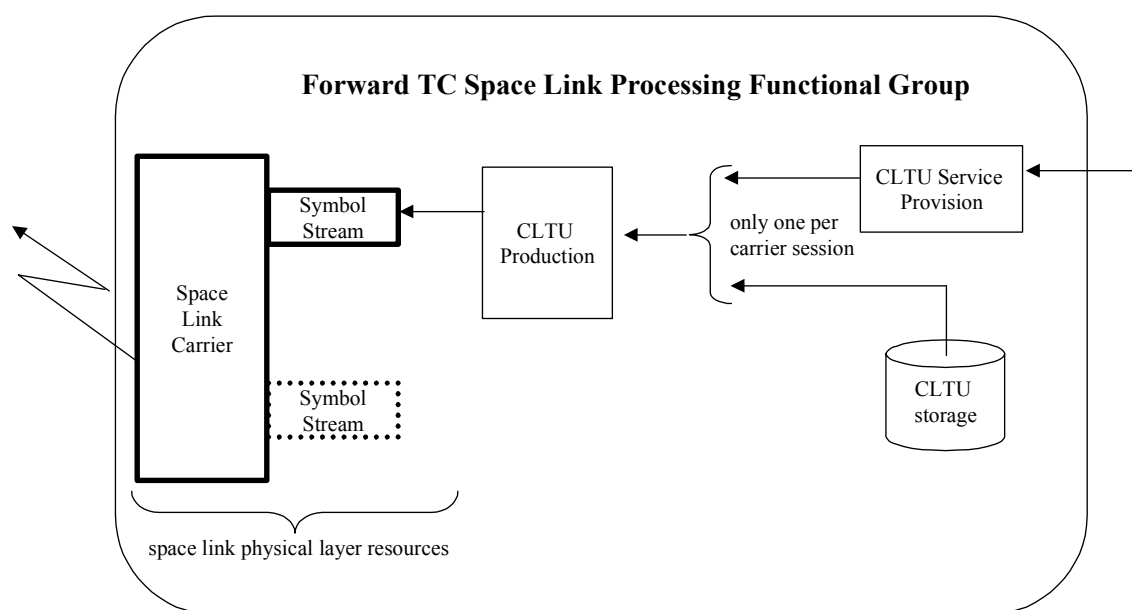 Forward TC Space Link Processing Functional Group
Symbol
Stream
CLTU
Production
only one per
carrier session
CLTU Service
Provision
Space
Link
Carrier
Symbol
Stream
CLTU
storage
space link physical layer resources